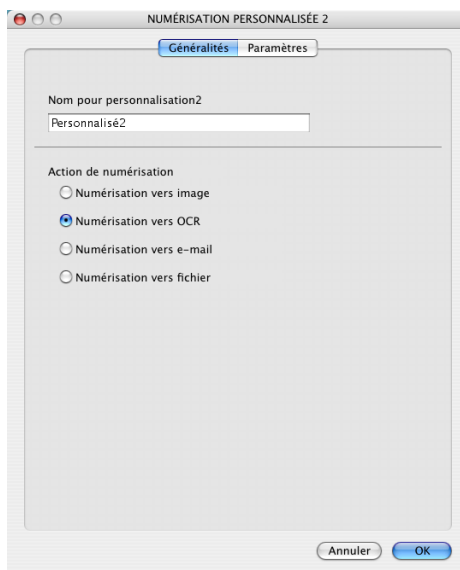 NUMÉRISATION PERSONNALISÉE 2
Généralités Paramètres
Nom pour personnalisation2
Personnalisé2
Action de numérisation
Numérisation vers image
Numérisation vers OCR
Numérisation vers e-mail
Numérisation vers fichier
Annuler OK